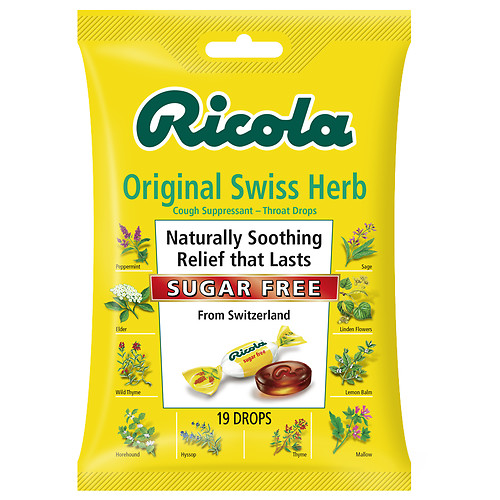 Ricola
Original Swiss Herb
Cough Suppressant – Throat Drops
Naturally Soothing
Relief that Lasts
SUGAR FREE
From Switzerland
Peppermint
Sage
Elder
Linden Flowers
Wild Thyme
Lemon Balm
Horehound
Hyssop
Thyme
Mallow
Ricola
sugar free
19 DROPS